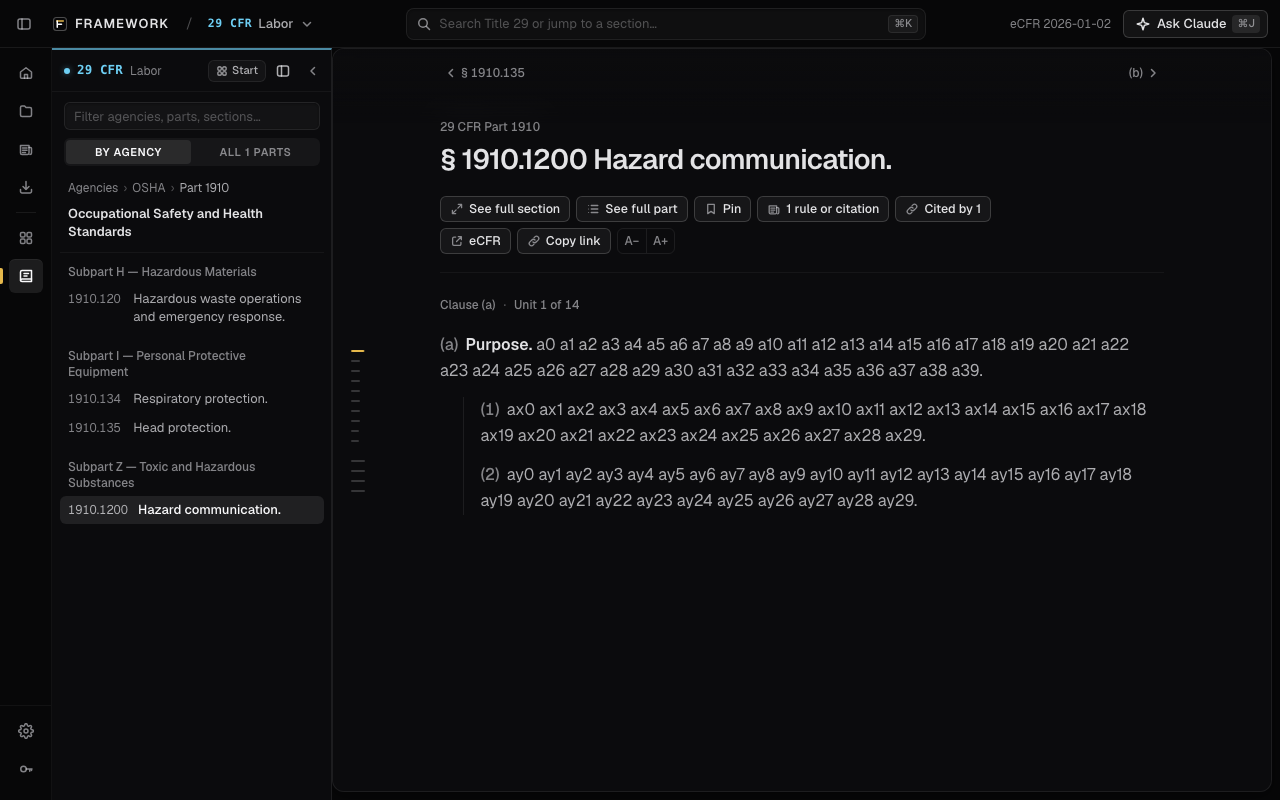 FRAMEWORK / 29 CFR Labor
Search Title 29 or jump to a section… ⌘K
eCFR 2026-01-02
Ask Claude ⌘J
29 CFR Labor
Start
Filter agencies, parts, sections…
BY AGENCY
ALL 1 PARTS
Agencies › OSHA › Part 1910
Occupational Safety and Health
Standards
Subpart H — Hazardous Materials
1910.120 Hazardous waste operations
and emergency response.
Subpart I — Personal Protective
Equipment
1910.134 Respiratory protection.
1910.135 Head protection.
Subpart Z — Toxic and Hazardous
Substances
1910.1200 Hazard communication.
§ 1910.135
(b)
29 CFR Part 1910
§ 1910.1200 Hazard communication.
See full section
See full part
Pin
1 rule or citation
Cited by 1
eCFR
Copy link
A−
A+
Clause (a) · Unit 1 of 14
(a) Purpose. a0 a1 a2 a3 a4 a5 a6 a7 a8 a9 a10 a11 a12 a13 a14 a15 a16 a17 a18 a19 a20 a21 a22
a23 a24 a25 a26 a27 a28 a29 a30 a31 a32 a33 a34 a35 a36 a37 a38 a39.
(1) ax0 ax1 ax2 ax3 ax4 ax5 ax6 ax7 ax8 ax9 ax10 ax11 ax12 ax13 ax14 ax15 ax16 ax17 ax18
ax19 ax20 ax21 ax22 ax23 ax24 ax25 ax26 ax27 ax28 ax29.
(2) ay0 ay1 ay2 ay3 ay4 ay5 ay6 ay7 ay8 ay9 ay10 ay11 ay12 ay13 ay14 ay15 ay16 ay17 ay18
ay19 ay20 ay21 ay22 ay23 ay24 ay25 ay26 ay27 ay28 ay29.